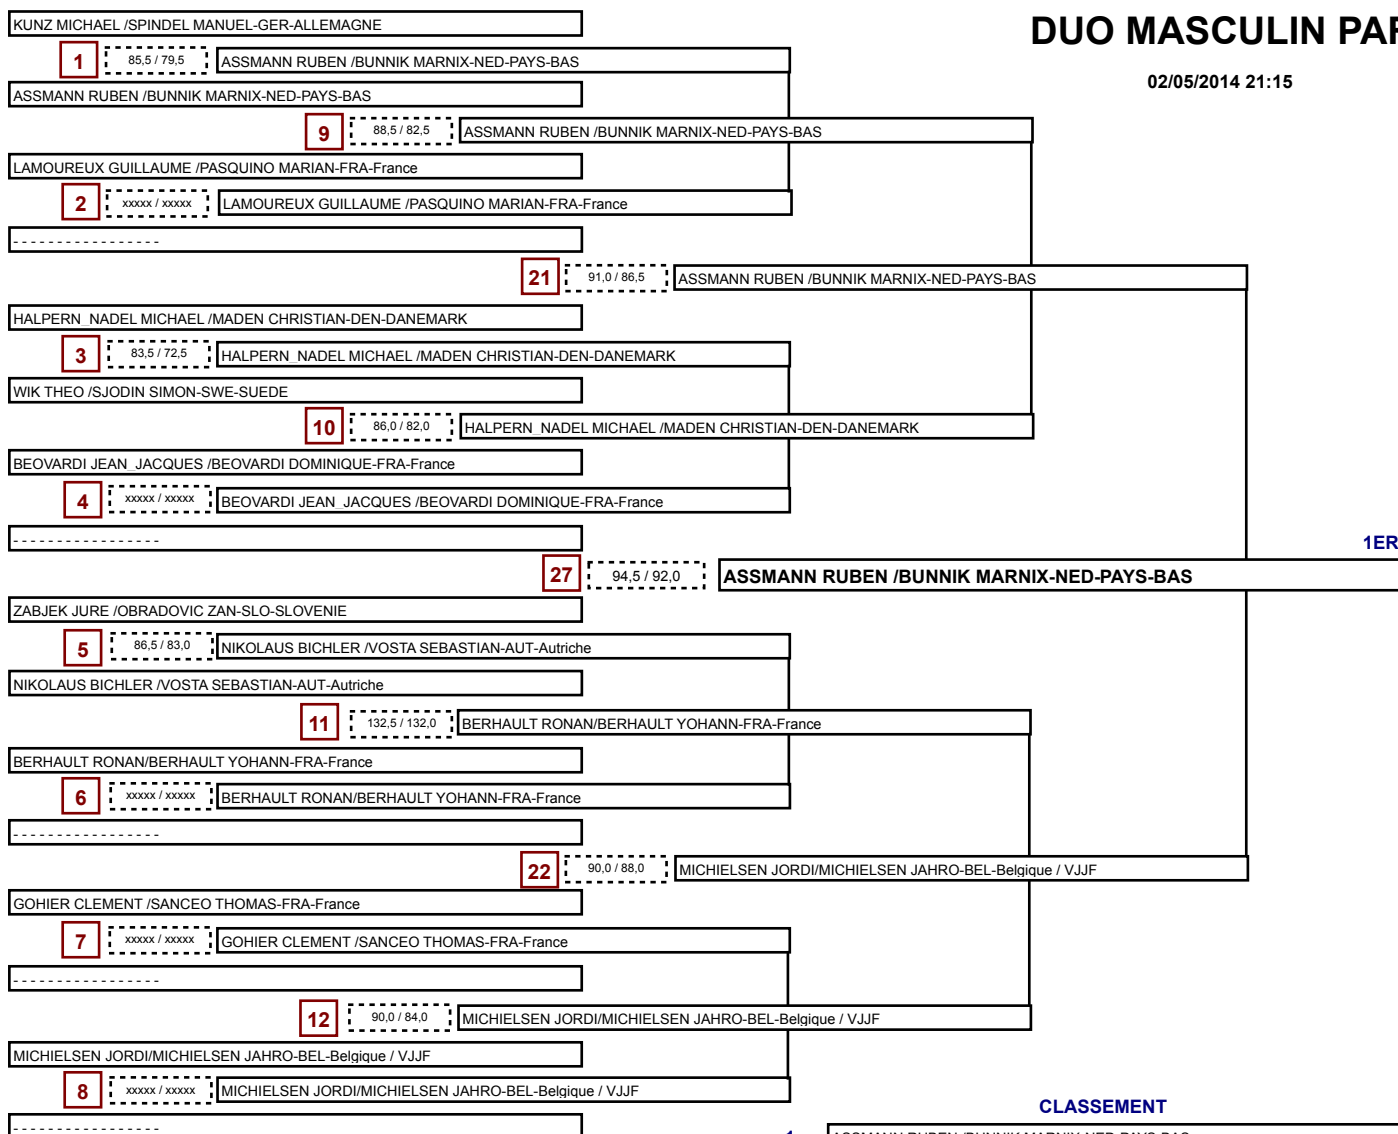 KUNZ MICHAEL /SPINDEL MANUEL-GER-ALLEMAGNE
DUO MASCULIN PAR
1 85,5 / 79,5 ASSMANN RUBEN /BUNNIK MARNIX-NED-PAYS-BAS
02/05/2014 21:15
ASSMANN RUBEN /BUNNIK MARNIX-NED-PAYS-BAS
9 88,5 / 82,5 ASSMANN RUBEN /BUNNIK MARNIX-NED-PAYS-BAS
LAMOUREUX GUILLAUME /PASQUINO MARIAN-FRA-France
2 xxxxx / xxxxx LAMOUREUX GUILLAUME /PASQUINO MARIAN-FRA-France
- - - - - - - - - - - - - - - - -
21 91,0 / 86,5 ASSMANN RUBEN /BUNNIK MARNIX-NED-PAYS-BAS
HALPERN_NADEL MICHAEL /MADEN CHRISTIAN-DEN-DANEMARK
3 83,5 / 72,5 HALPERN_NADEL MICHAEL /MADEN CHRISTIAN-DEN-DANEMARK
WIK THEO /SJODIN SIMON-SWE-SUEDE
10 86,0 / 82,0 HALPERN_NADEL MICHAEL /MADEN CHRISTIAN-DEN-DANEMARK
BEOVARDI JEAN_JACQUES /BEOVARDI DOMINIQUE-FRA-France
4 xxxxx / xxxxx BEOVARDI JEAN_JACQUES /BEOVARDI DOMINIQUE-FRA-France
- - - - - - - - - - - - - - - - -
1ER
27 94,5 / 92,0 ASSMANN RUBEN /BUNNIK MARNIX-NED-PAYS-BAS
ZABJEK JURE /OBRADOVIC ZAN-SLO-SLOVENIE
5 86,5 / 83,0 NIKOLAUS BICHLER /VOSTA SEBASTIAN-AUT-Autriche
NIKOLAUS BICHLER /VOSTA SEBASTIAN-AUT-Autriche
11 132,5 / 132,0 BERHAULT RONAN/BERHAULT YOHANN-FRA-France
BERHAULT RONAN/BERHAULT YOHANN-FRA-France
6 xxxxx / xxxxx BERHAULT RONAN/BERHAULT YOHANN-FRA-France
- - - - - - - - - - - - - - - - -
22 90,0 / 88,0 MICHIELSEN JORDI/MICHIELSEN JAHRO-BEL-Belgique / VJJF
GOHIER CLEMENT /SANCEO THOMAS-FRA-France
7 xxxxx / xxxxx GOHIER CLEMENT /SANCEO THOMAS-FRA-France
- - - - - - - - - - - - - - - - -
12 90,0 / 84,0 MICHIELSEN JORDI/MICHIELSEN JAHRO-BEL-Belgique / VJJF
MICHIELSEN JORDI/MICHIELSEN JAHRO-BEL-Belgique / VJJF
8 xxxxx / xxxxx MICHIELSEN JORDI/MICHIELSEN JAHRO-BEL-Belgique / VJJF
CLASSEMENT
- - - - - - - - - - - - - - - - -
1 ASSMANN RUBEN /BUNNIK MARNIX-NED-PAYS-BAS